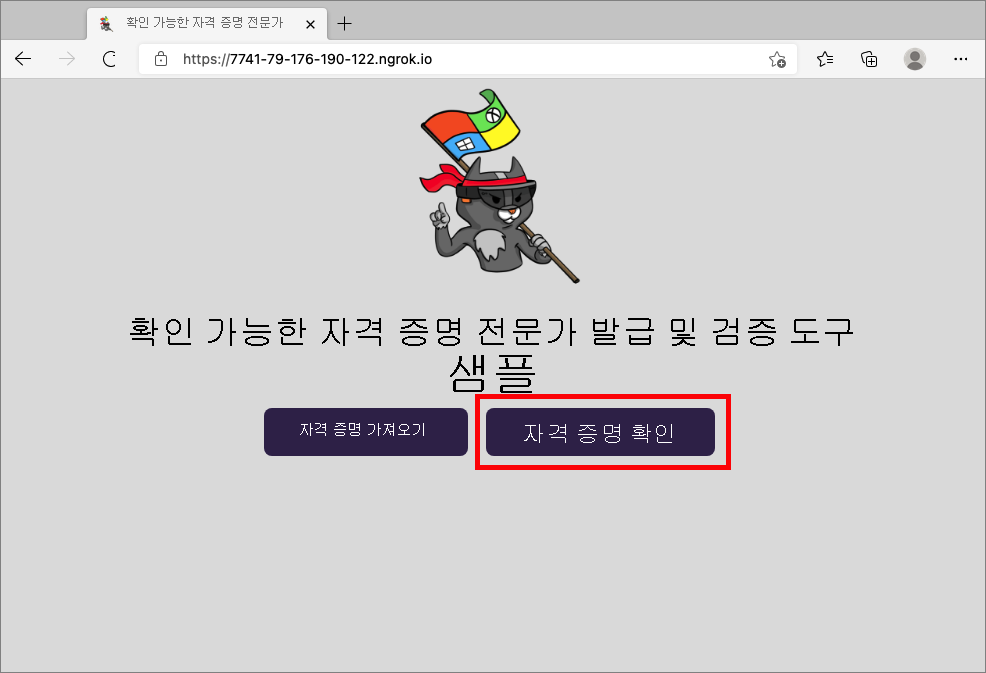 확인 가능한 자격 증명 전문가
https://7741-79-176-190-122.ngrok.io
확인 가능한 자격 증명 전문가 발급 및 검증 도구
샘플
자격 증명 가져오기
자격 증명 확인